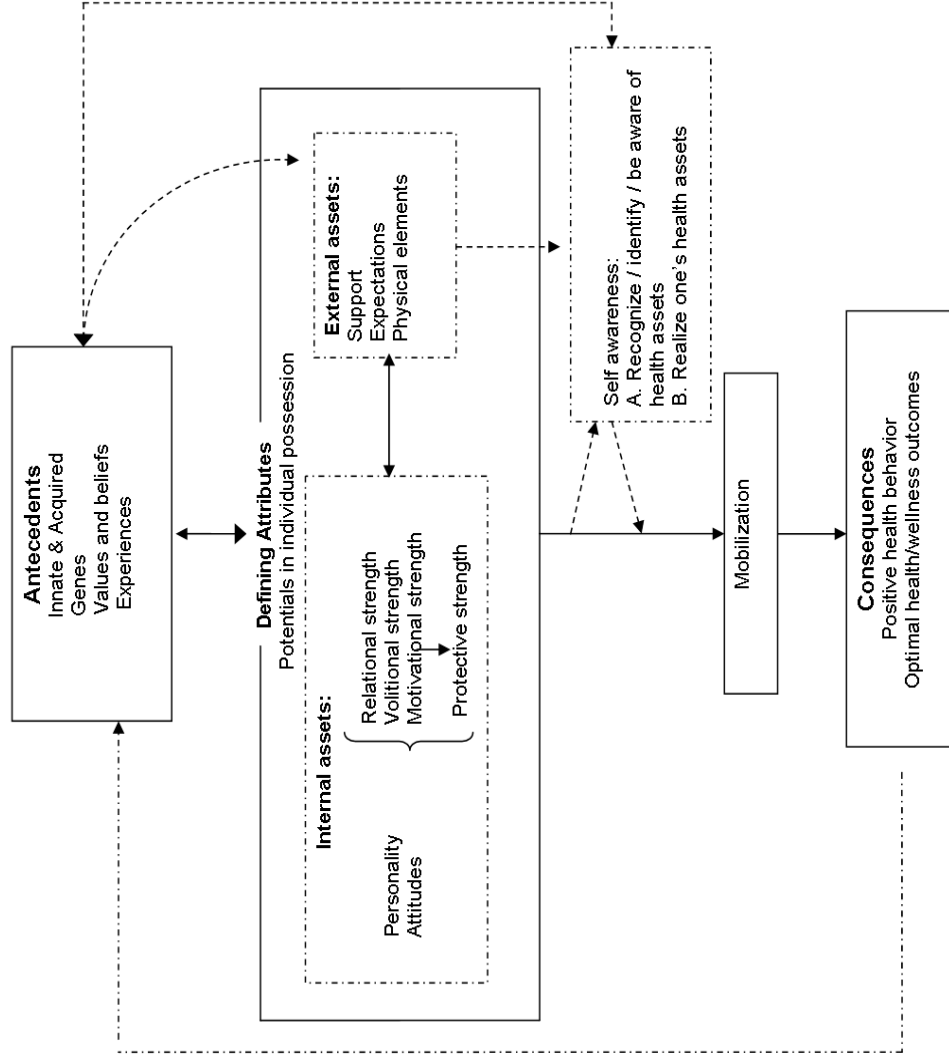 Antecedents
Innate & Acquired
Genes
Values and beliefs
Experiences
Defining Attributes
Potentials in individual possession
Internal assets:
Personality
Attitudes
Relational strength
Volitional strength
Motivational strength
Protective strength
External assets:
Support
Expectations
Physical elements
Self awareness:
A. Recognize / identify / be aware of
health assets
B. Realize one's health assets
Mobilization
Consequences
Positive health behavior
Optimal health/wellness outcomes